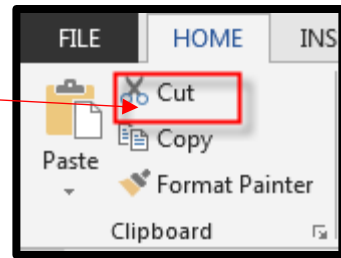 FILE HOME INS
Cut
Copy
Paste
Format Painter
Clipboard